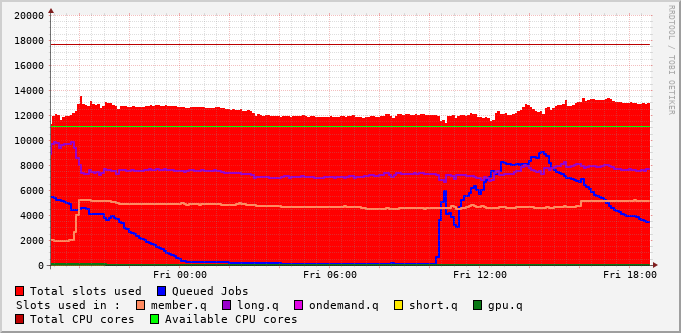 20000
18000
16000
14000
12000
10000
8000
6000
4000
2000
0
Fri 00:00 Fri 06:00 Fri 12:00 Fri 18:00
RRDTOOL / TOBI OETIKER
Total slots used Queued Jobs
Slots used in : member.q long.q ondemand.q short.q gpu.q
Total CPU cores Available CPU cores